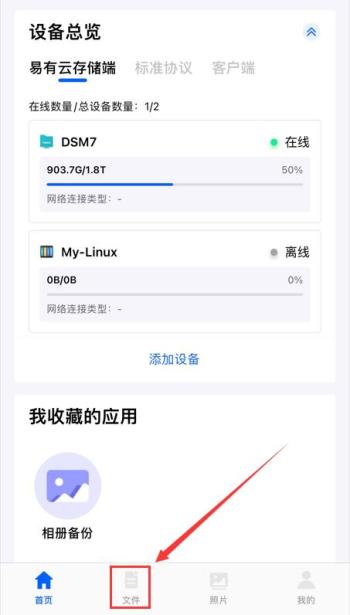 设备总览
易有云存储端 标准协议 客户端
在线数量/总设备数量：1/2
DSM7 在线
903.7G/1.8T 50%
网络连接类型：-
My-Linux 离线
0B/0B 0%
网络连接类型：-
添加设备
我收藏的应用
相册备份
首页 文件 照片 我的